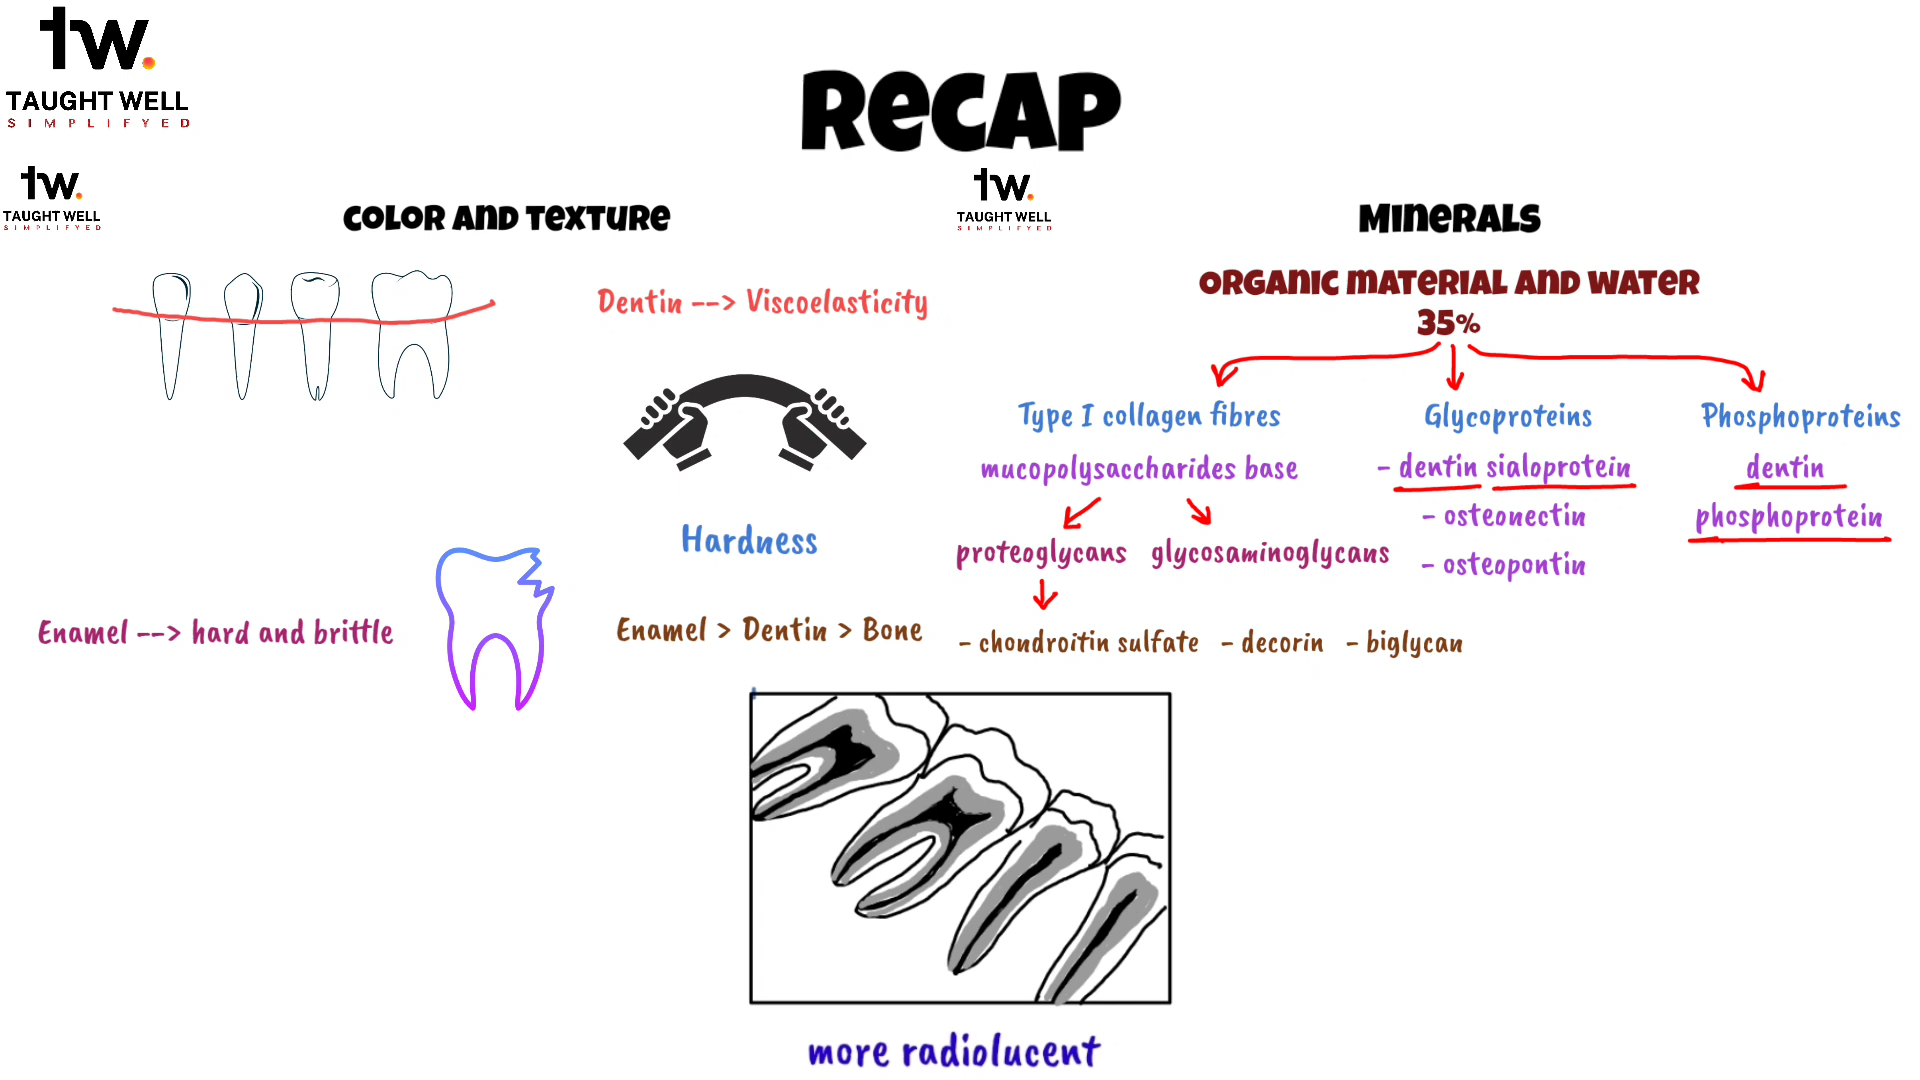 tw.
TAUGHT WELL
SIMPLIFYED
RECAP
tw.
TAUGHT WELL
SIMPLIFYED
COLOR AND TEXTURE
Dentin --> Viscoelasticity
Hardness
Enamel --> hard and brittle
Enamel > Dentin > Bone
tw.
TAUGHT WELL
SIMPLIFYED
MINERALS
ORGANIC MATERIAL AND WATER
35%
Type I collagen fibres
mucopolysaccharides base
proteoglycans glycosaminoglycans
- chondroitin sulfate - decorin - biglycan
Glycoproteins
- dentin sialoprotein
- osteonectin
- osteopontin
Phosphoproteins
dentin
phosphoprotein
more radiolucent